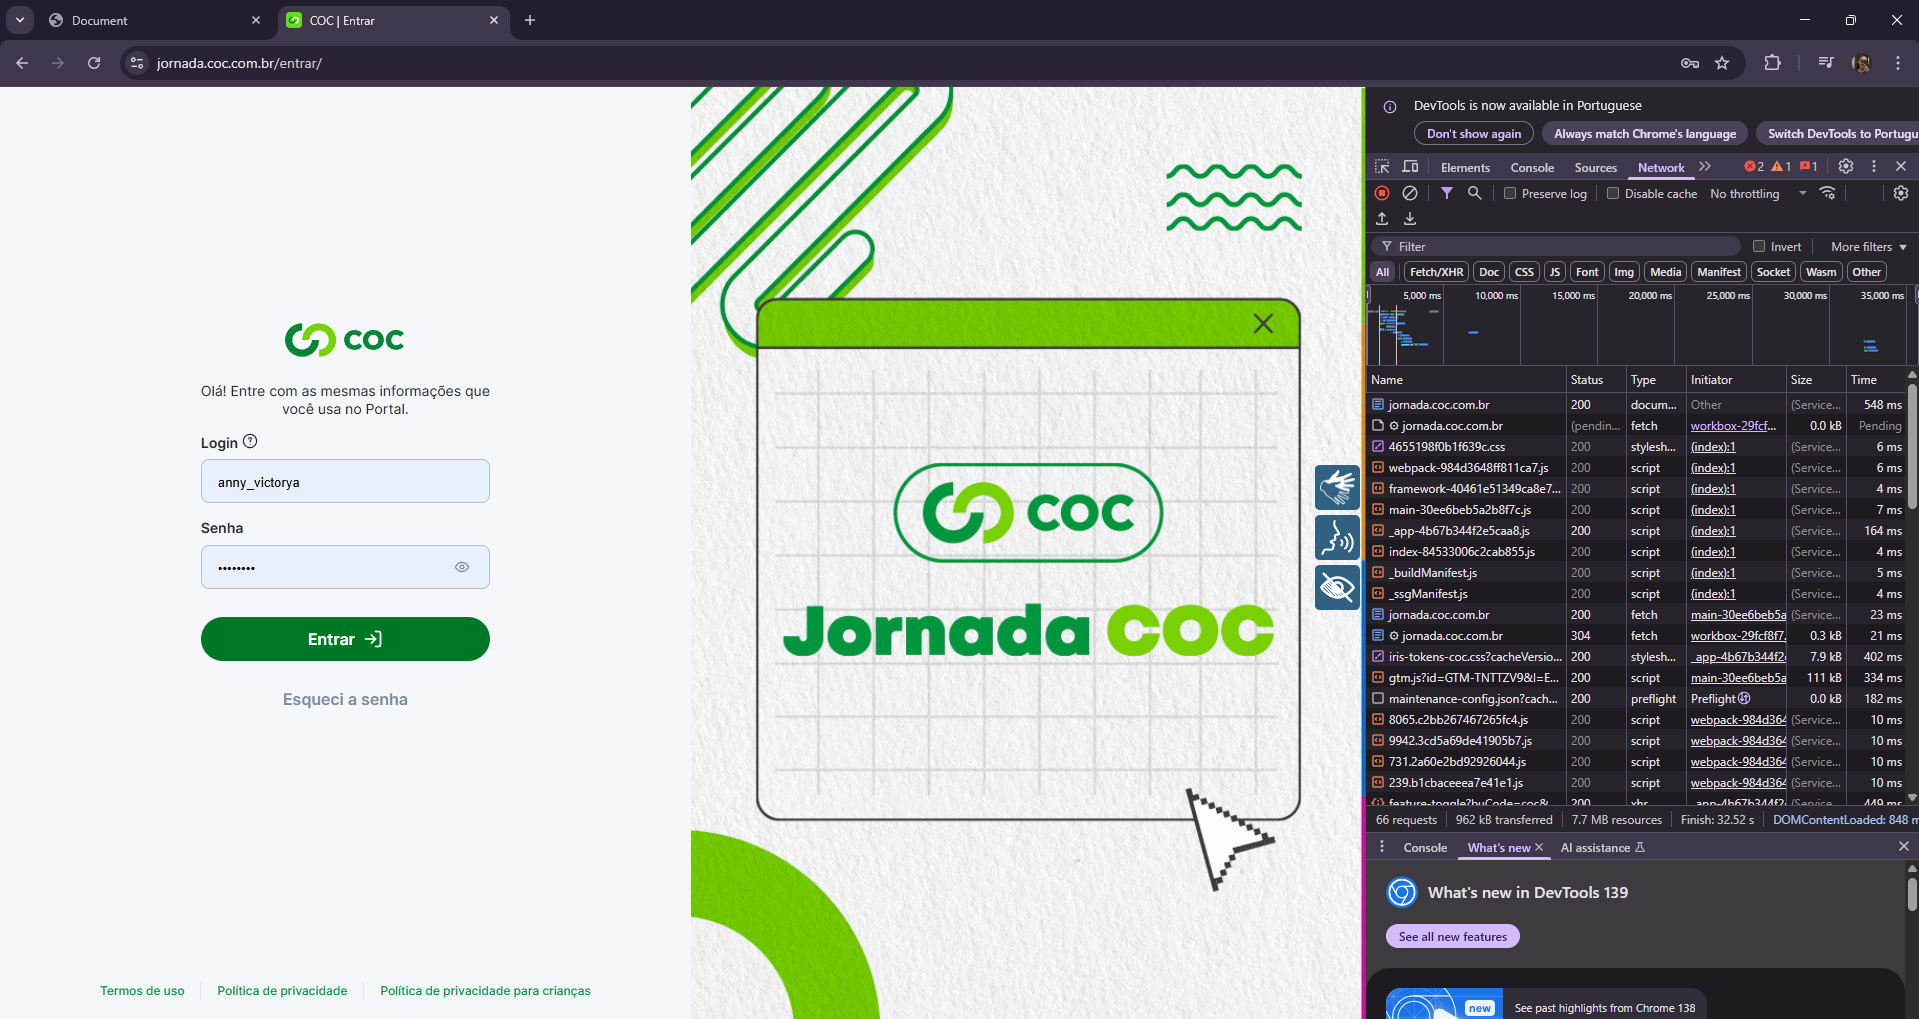 Document
COC | Entrar
jornada.coc.com.br/entrar/
coc
Olá! Entre com as mesmas informações que
você usa no Portal.
Login
anny_victorya
Senha
••••••••
Entrar
Esqueci a senha
Termos de uso
Política de privacidade
Política de privacidade para crianças
coc
Jornada COC
DevTools is now available in Portuguese
Don't show again
Always match Chrome's language
Switch DevTools to Portugu
Elements Console Sources Network 2 1 1
Preserve log Disable cache No throttling
Filter Invert More filters
All Fetch/XHR Doc CSS JS Font Img Media Manifest Socket Wasm Other
5,000 ms 10,000 ms 15,000 ms 20,000 ms 25,000 ms 30,000 ms 35,000 ms
Name Status Type Initiator Size Time
jornada.coc.com.br 200 docum... Other (Service... 548 ms
jornada.coc.com.br (pendin... fetch workbox-29fcf... 0.0 kB Pending
4655198f0b1f639c.css 200 stylesh... (index):1 (Service... 6 ms
webpack-984d3648ff811ca7.js 200 script (index):1 (Service... 6 ms
framework-40461e51349ca8e7... 200 script (index):1 (Service... 4 ms
main-30ee6beb5a2b8f7c.js 200 script (index):1 (Service... 7 ms
_app-4b67b344f2e5caa8.js 200 script (index):1 (Service... 164 ms
index-84533006c2cab855.js 200 script (index):1 (Service... 4 ms
_buildManifest.js 200 script (index):1 (Service... 5 ms
_ssgManifest.js 200 script (index):1 (Service... 4 ms
jornada.coc.com.br 200 fetch main-30ee6beb5a (Service... 23 ms
jornada.coc.com.br 304 fetch workbox-29fcf8f7. 0.3 kB 21 ms
iris-tokens-coc.css?cacheVersio... 200 stylesh... _app-4b67b344f2 7.9 kB 402 ms
gtm.js?id=GTM-TNTTZV9&l=E... 200 script main-30ee6beb5a 111 kB 334 ms
maintenance-config.json?cach... 200 preflight Preflight 0.0 kB 182 ms
8065.c2bb267467265fc4.js 200 script webpack-984d364 (Service... 10 ms
9942.3cd5a69de41905b7.js 200 script webpack-984d364 (Service... 10 ms
731.2a60e2bd92926044.js 200 script webpack-984d364 (Service... 10 ms
239.b1cbaceeea7e41e1.js 200 script webpack-984d364 (Service... 10 ms
feature-toggle?buCode=coc& 200 xhr _app-4b67b344f2 449 ms
66 requests 962 kB transferred 7.7 MB resources Finish: 32.52 s DOMContentLoaded: 848 m
Console What's new AI assistance
What's new in DevTools 139
See all new features
new
See past highlights from Chrome 138